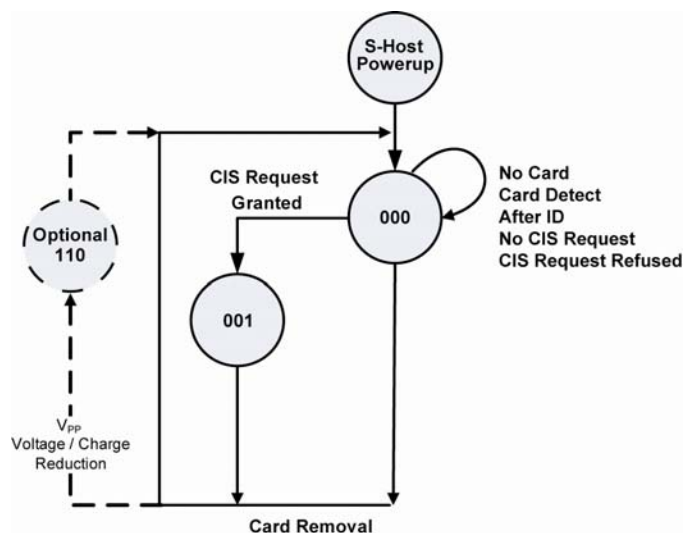 S-Host
Powerup
CIS Request
Granted
000
No Card
Card Detect
After ID
No CIS Request
CIS Request Refused
Optional
110
001
VPP
Voltage / Charge
Reduction
Card Removal